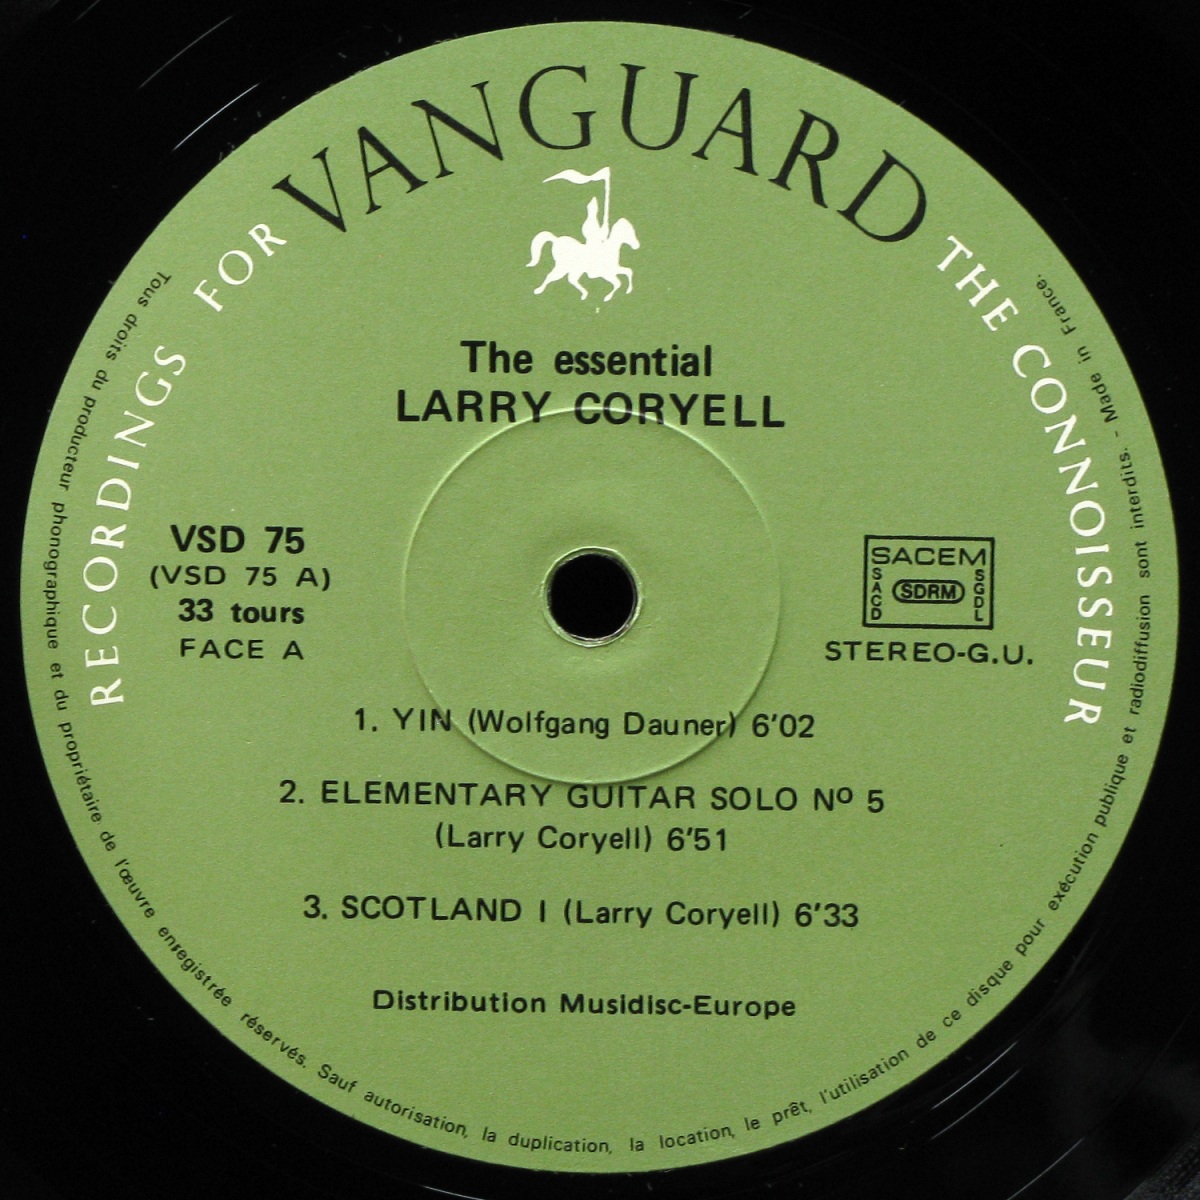 RECORDINGS FOR VANGUARD THE CONNOISSEUR
The essential
LARRY CORYELL
VSD 75
(VSD 75 A)
33 tours
FACE A
SACEM
SACD
SDRM
SGDL
STEREO-G.U.
1. YIN (Wolfgang Dauner) 6'02
2. ELEMENTARY GUITAR SOLO Nº 5
(Larry Coryell) 6'51
3. SCOTLAND I (Larry Coryell) 6'33
Distribution Musidisc-Europe
Tous droits du producteur phonographique et du propriétaire de l'œuvre enregistrée réservés. Sauf autorisation, la duplication, la location, le prêt, l'utilisation de ce disque pour exécution publique et radiodiffusion sont interdits. - Made in France.